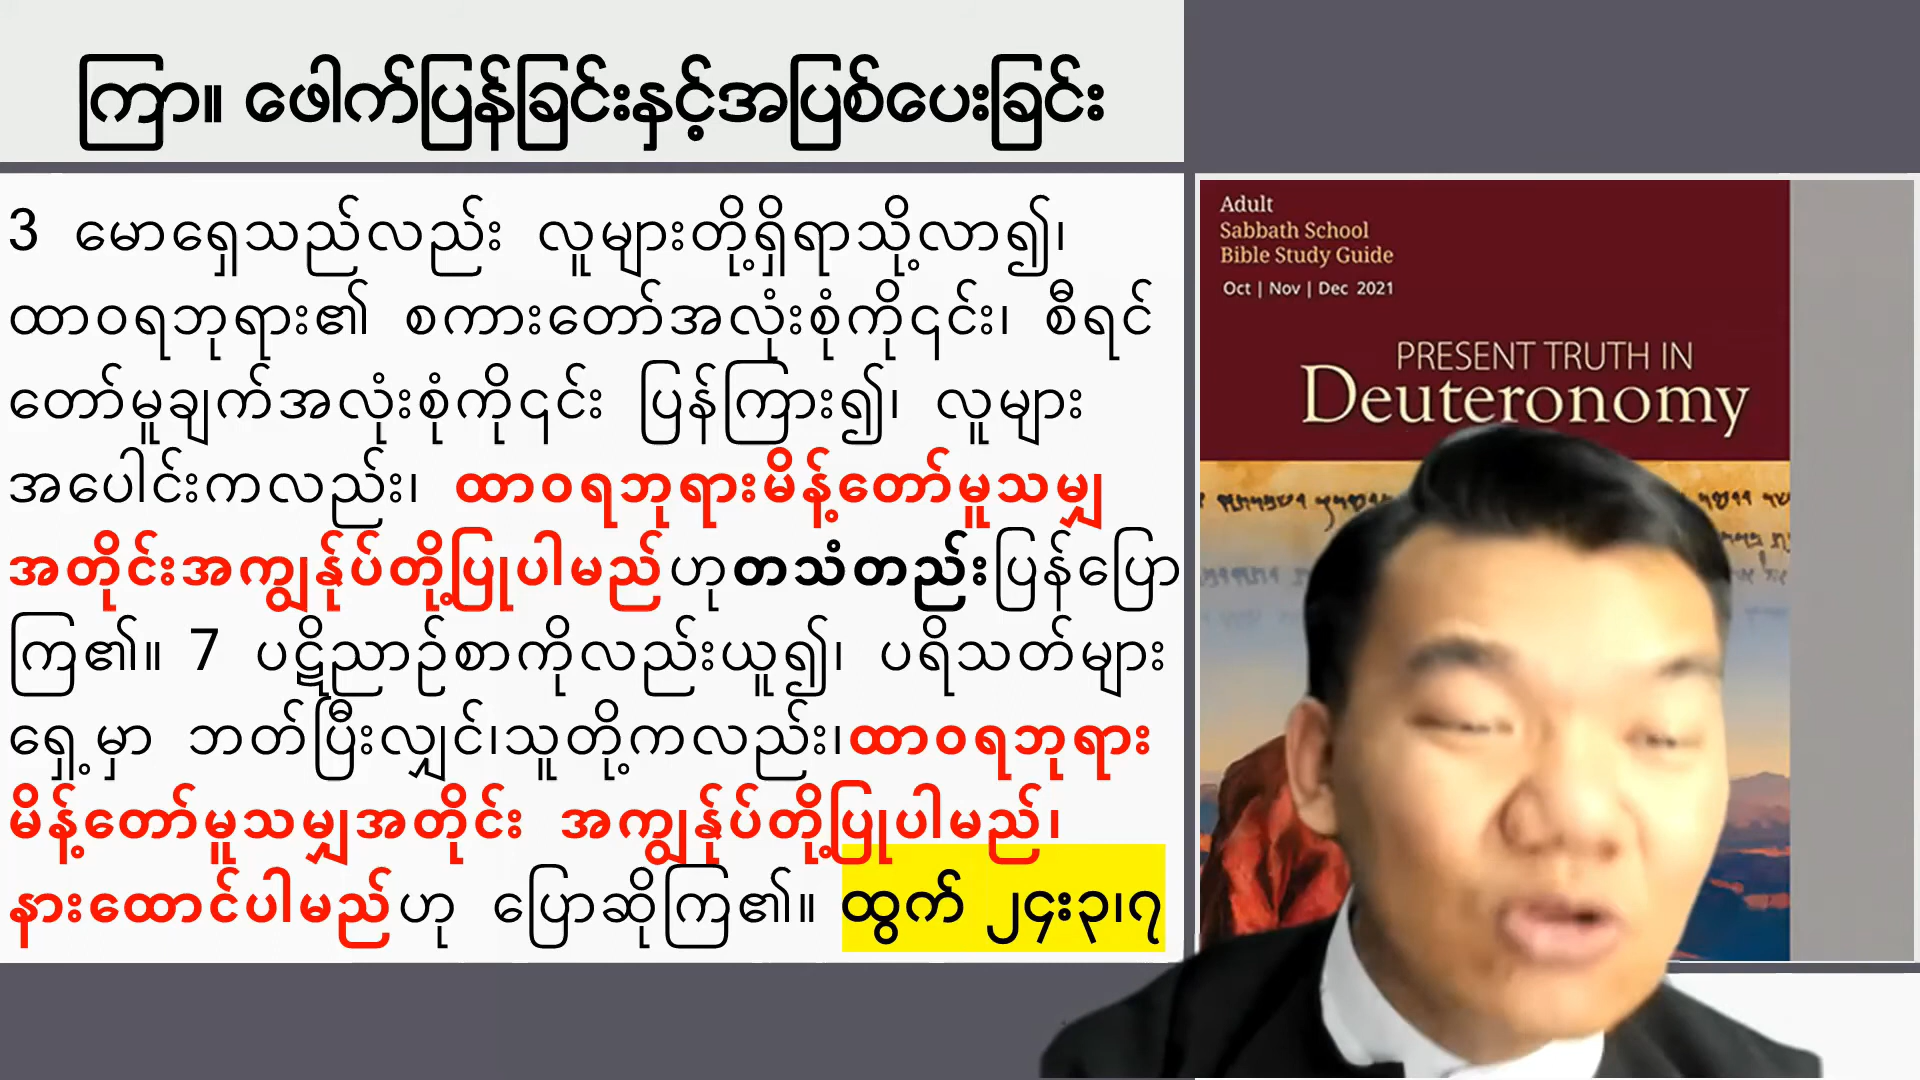 ကြာ။ ဖေါက်ပြန်ခြင်းနှင့်အပြစ်ပေးခြင်း
3 မောရှေသည်လည်း လူများတို့ရှိရာသို့လာ၍၊
ထာဝရဘုရား၏ စကားတော်အလုံးစုံကို၎င်း၊ စီရင်
တော်မူချက်အလုံးစုံကို၎င်း ပြန်ကြား၍၊ လူများ
အပေါင်းကလည်း၊ ထာဝရဘုရားမိန့်တော်မူသမျှ
အတိုင်းအကျွန်ုပ်တို့ပြုပါမည်ဟုတသံတည်းပြန်ပြော
ကြ၏။ 7 ပဋိညာဉ်စာကိုလည်းယူ၍၊ ပရိသတ်များ
ရှေ့မှာ ဘတ်ပြီးလျှင်၊သူတို့ကလည်း၊ထာဝရဘုရား
မိန့်တော်မူသမျှအတိုင်း အကျွန်ုပ်တို့ပြုပါမည်၊
နားထောင်ပါမည်ဟု ပြောဆိုကြ၏။ ထွက် ၂၄း၃၊၇
Adult
Sabbath School
Bible Study Guide
Oct | Nov | Dec 2021
PRESENT TRUTH IN
Deuteronomy